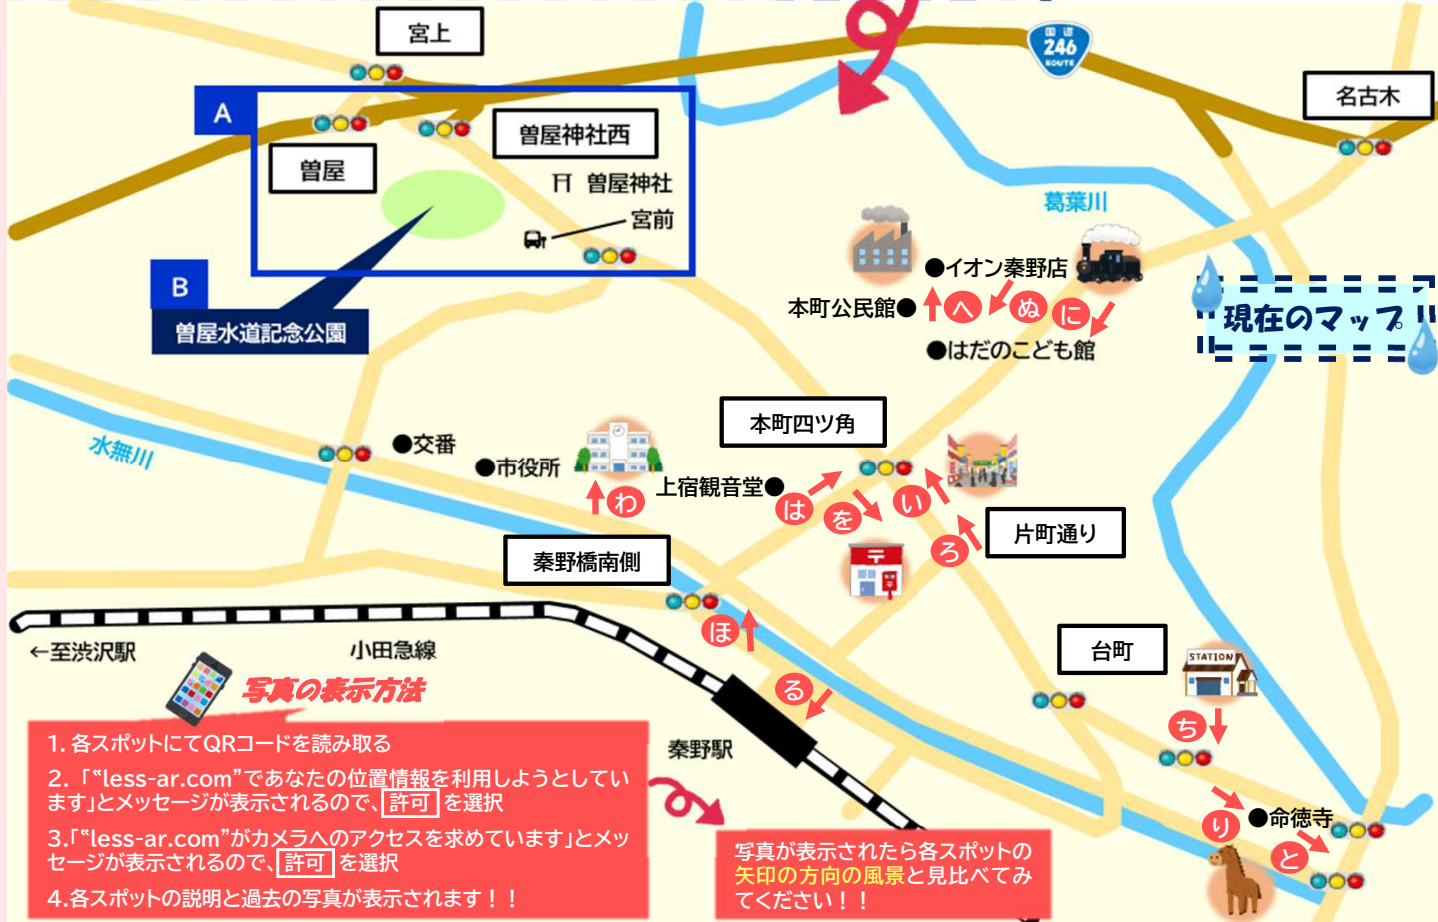 宮上
国道
246
ROUTE
名古木
A
曽屋神社西
曽屋
曽屋神社
宮前
葛葉川
B
曽屋水道記念公園
●イオン秦野店
本町公民館●
へ
ぬ
に
●はだのこども館
現在のマップ。
本町四ツ角
水無川
●交番
●市役所
上宿観音堂●
わ
は
を
い
ろ
片町通り
秦野橋南側
〒
ほ
台町
STATION
←至渋沢駅
小田急線
る
ち
秦野駅
り
●命徳寺
と
写真の表示方法
1. 各スポットにてQRコードを読み取る
2. 「“less-ar.com”であなたの位置情報を利用しようとしてい
ます」とメッセージが表示されるので、許可 を選択
3.「“less-ar.com”がカメラへのアクセスを求めています」とメッ
セージが表示されるので、許可 を選択
4.各スポットの説明と過去の写真が表示されます！！
写真が表示されたら各スポットの
矢印の方向の風景と見比べてみ
てください！！